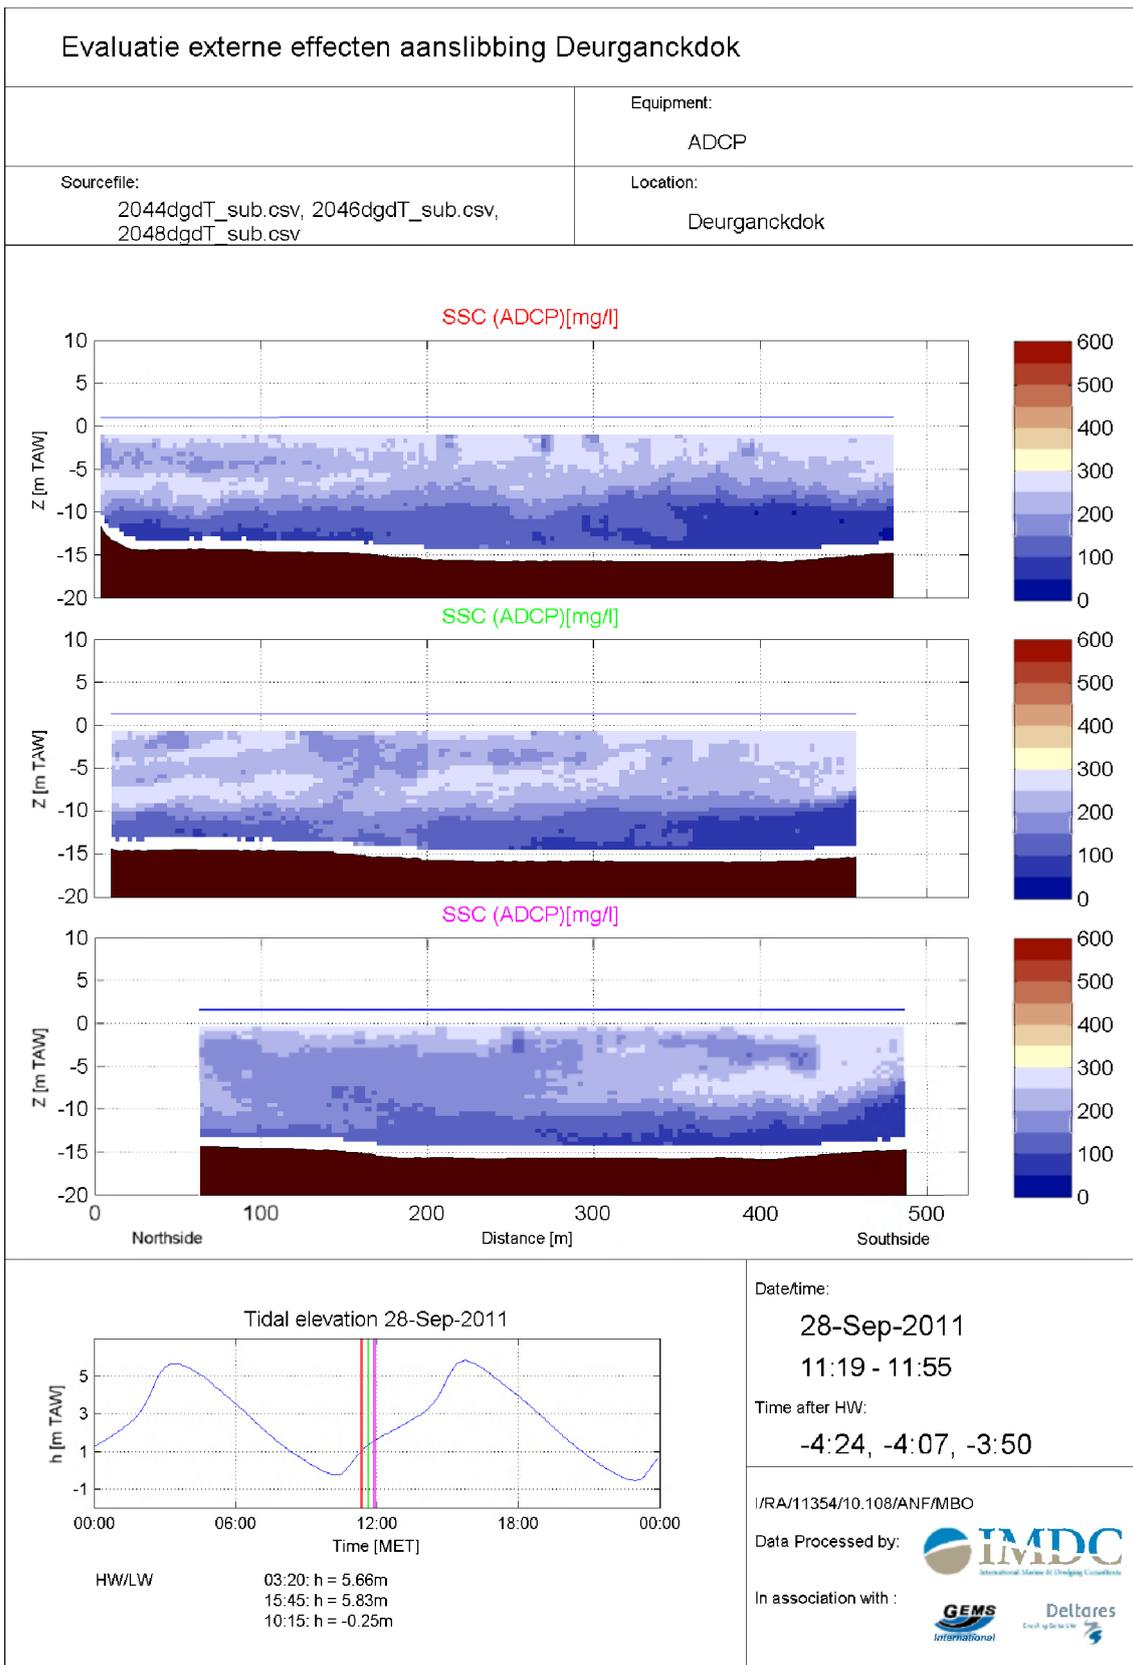 Evaluatie externe effecten aanslibbing Deurganckdok
Equipment:
ADCP
Sourcefile:
2044dgdT_sub.csv, 2046dgdT_sub.csv,
2048dgdT_sub.csv
Location:
Deurganckdok
SSC (ADCP)[mg/l]
10
5
0
-5
-10
-15
-20
Z [m TAW]
600
500
400
300
200
100
0
SSC (ADCP)[mg/l]
10
5
0
-5
-10
-15
-20
Z [m TAW]
600
500
400
300
200
100
0
SSC (ADCP)[mg/l]
10
5
0
-5
-10
-15
-20
Z [m TAW]
600
500
400
300
200
100
0
0 100 200 300 400 500
Northside Distance [m] Southside
Tidal elevation 28-Sep-2011
5
3
1
-1
h [m TAW]
00:00 06:00 12:00 18:00 00:00
Time [MET]
HW/LW
03:20: h = 5.66m
15:45: h = 5.83m
10:15: h = -0.25m
Date/time:
28-Sep-2011
11:19 - 11:55
Time after HW:
-4:24, -4:07, -3:50
I/RA/11354/10.108/ANF/MBO
Data Processed by:
IMDC
International Marine & Dredging Consultants
In association with :
GEMS
International
Deltares